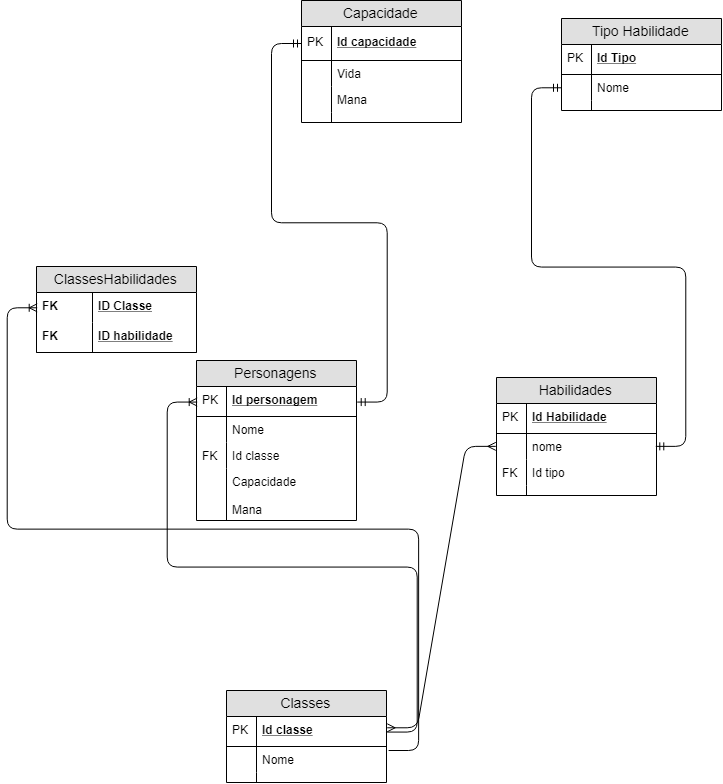 Capacidade
PK Id capacidade
Vida
Mana
Tipo Habilidade
PK Id Tipo
Nome
ClassesHabilidades
FK ID Classe
FK ID habilidade
Personagens
PK Id personagem
Nome
FK Id classe
Capacidade
Mana
Habilidades
PK Id Habilidade
nome
FK Id tipo
Classes
PK Id classe
Nome